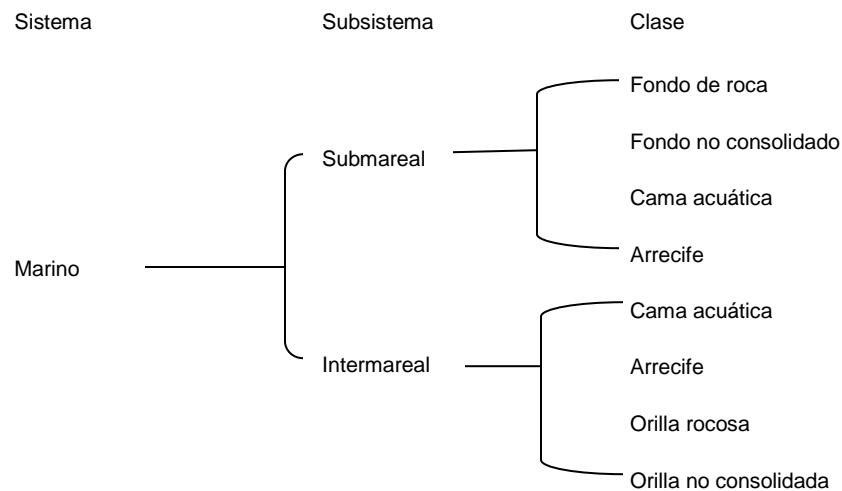 Sistema Subsistema Clase
Fondo de roca
Fondo no consolidado
Submareal
Cama acuática
Arrecife
Marino
Cama acuática
Intermareal
Arrecife
Orilla rocosa
Orilla no consolidada